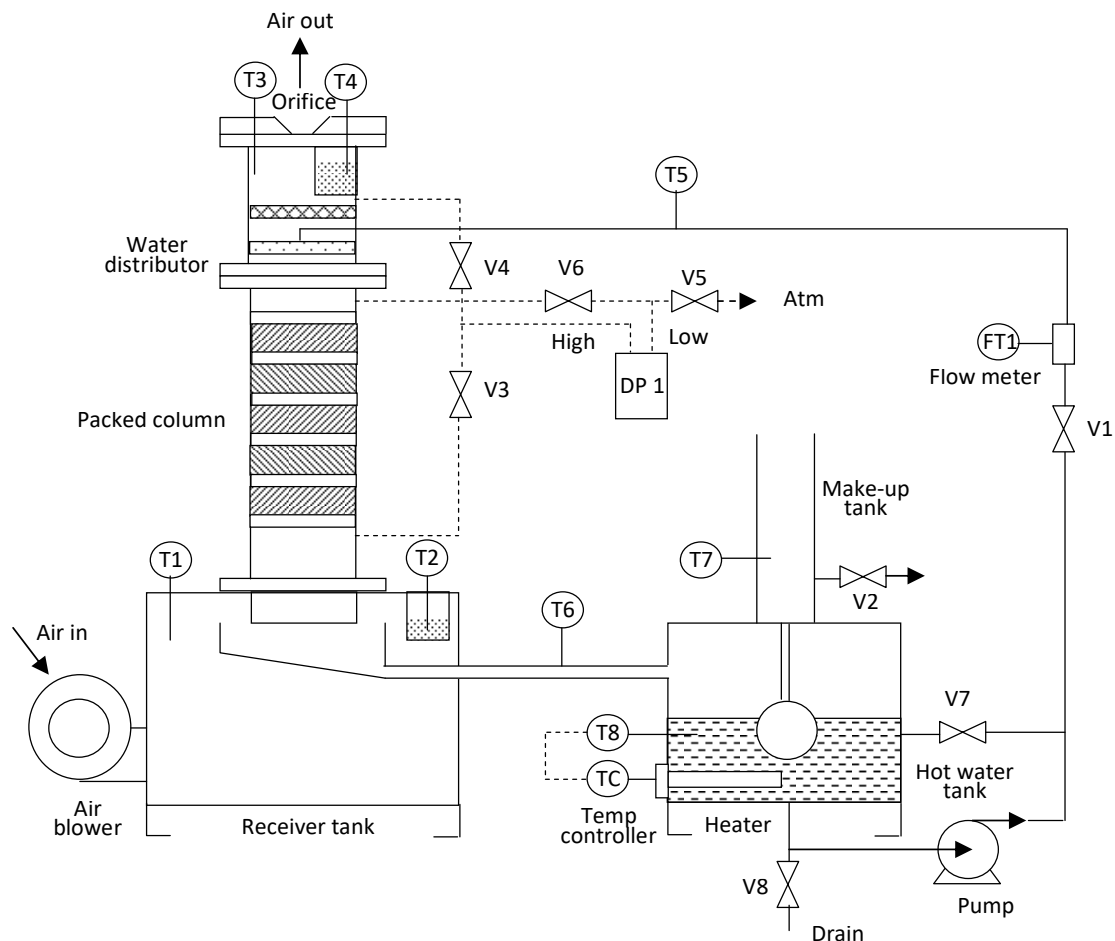 Air out
T3
T4
Orifice
T5
Water
distributor
V4
V6
V5
Atm
High
Low
FT1
Flow meter
DP 1
V3
Packed column
V1
Make-up
tank
T1
T2
T7
V2
T6
Air in
V7
T8
TC
Hot water
tank
Air
blower
Receiver tank
Temp
controller
Heater
V8
Pump
Drain